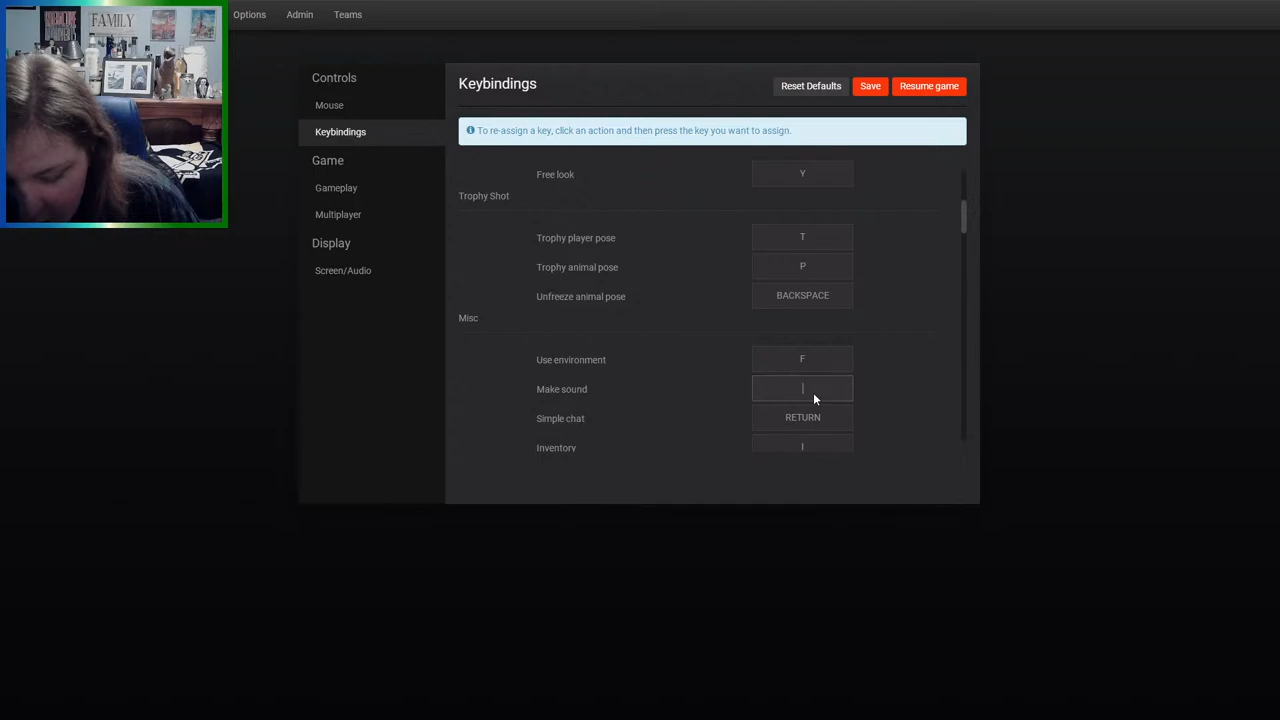 Options Admin Teams
FAMILY
Controls
Mouse
Keybindings
Game
Gameplay
Multiplayer
Display
Screen/Audio
Keybindings
Reset Defaults Save Resume game
To re-assign a key, click an action and then press the key you want to assign.
Free look Y
Trophy Shot
Trophy player pose T
Trophy animal pose P
Unfreeze animal pose BACKSPACE
Misc
Use environment F
Make sound
Simple chat RETURN
Inventory I